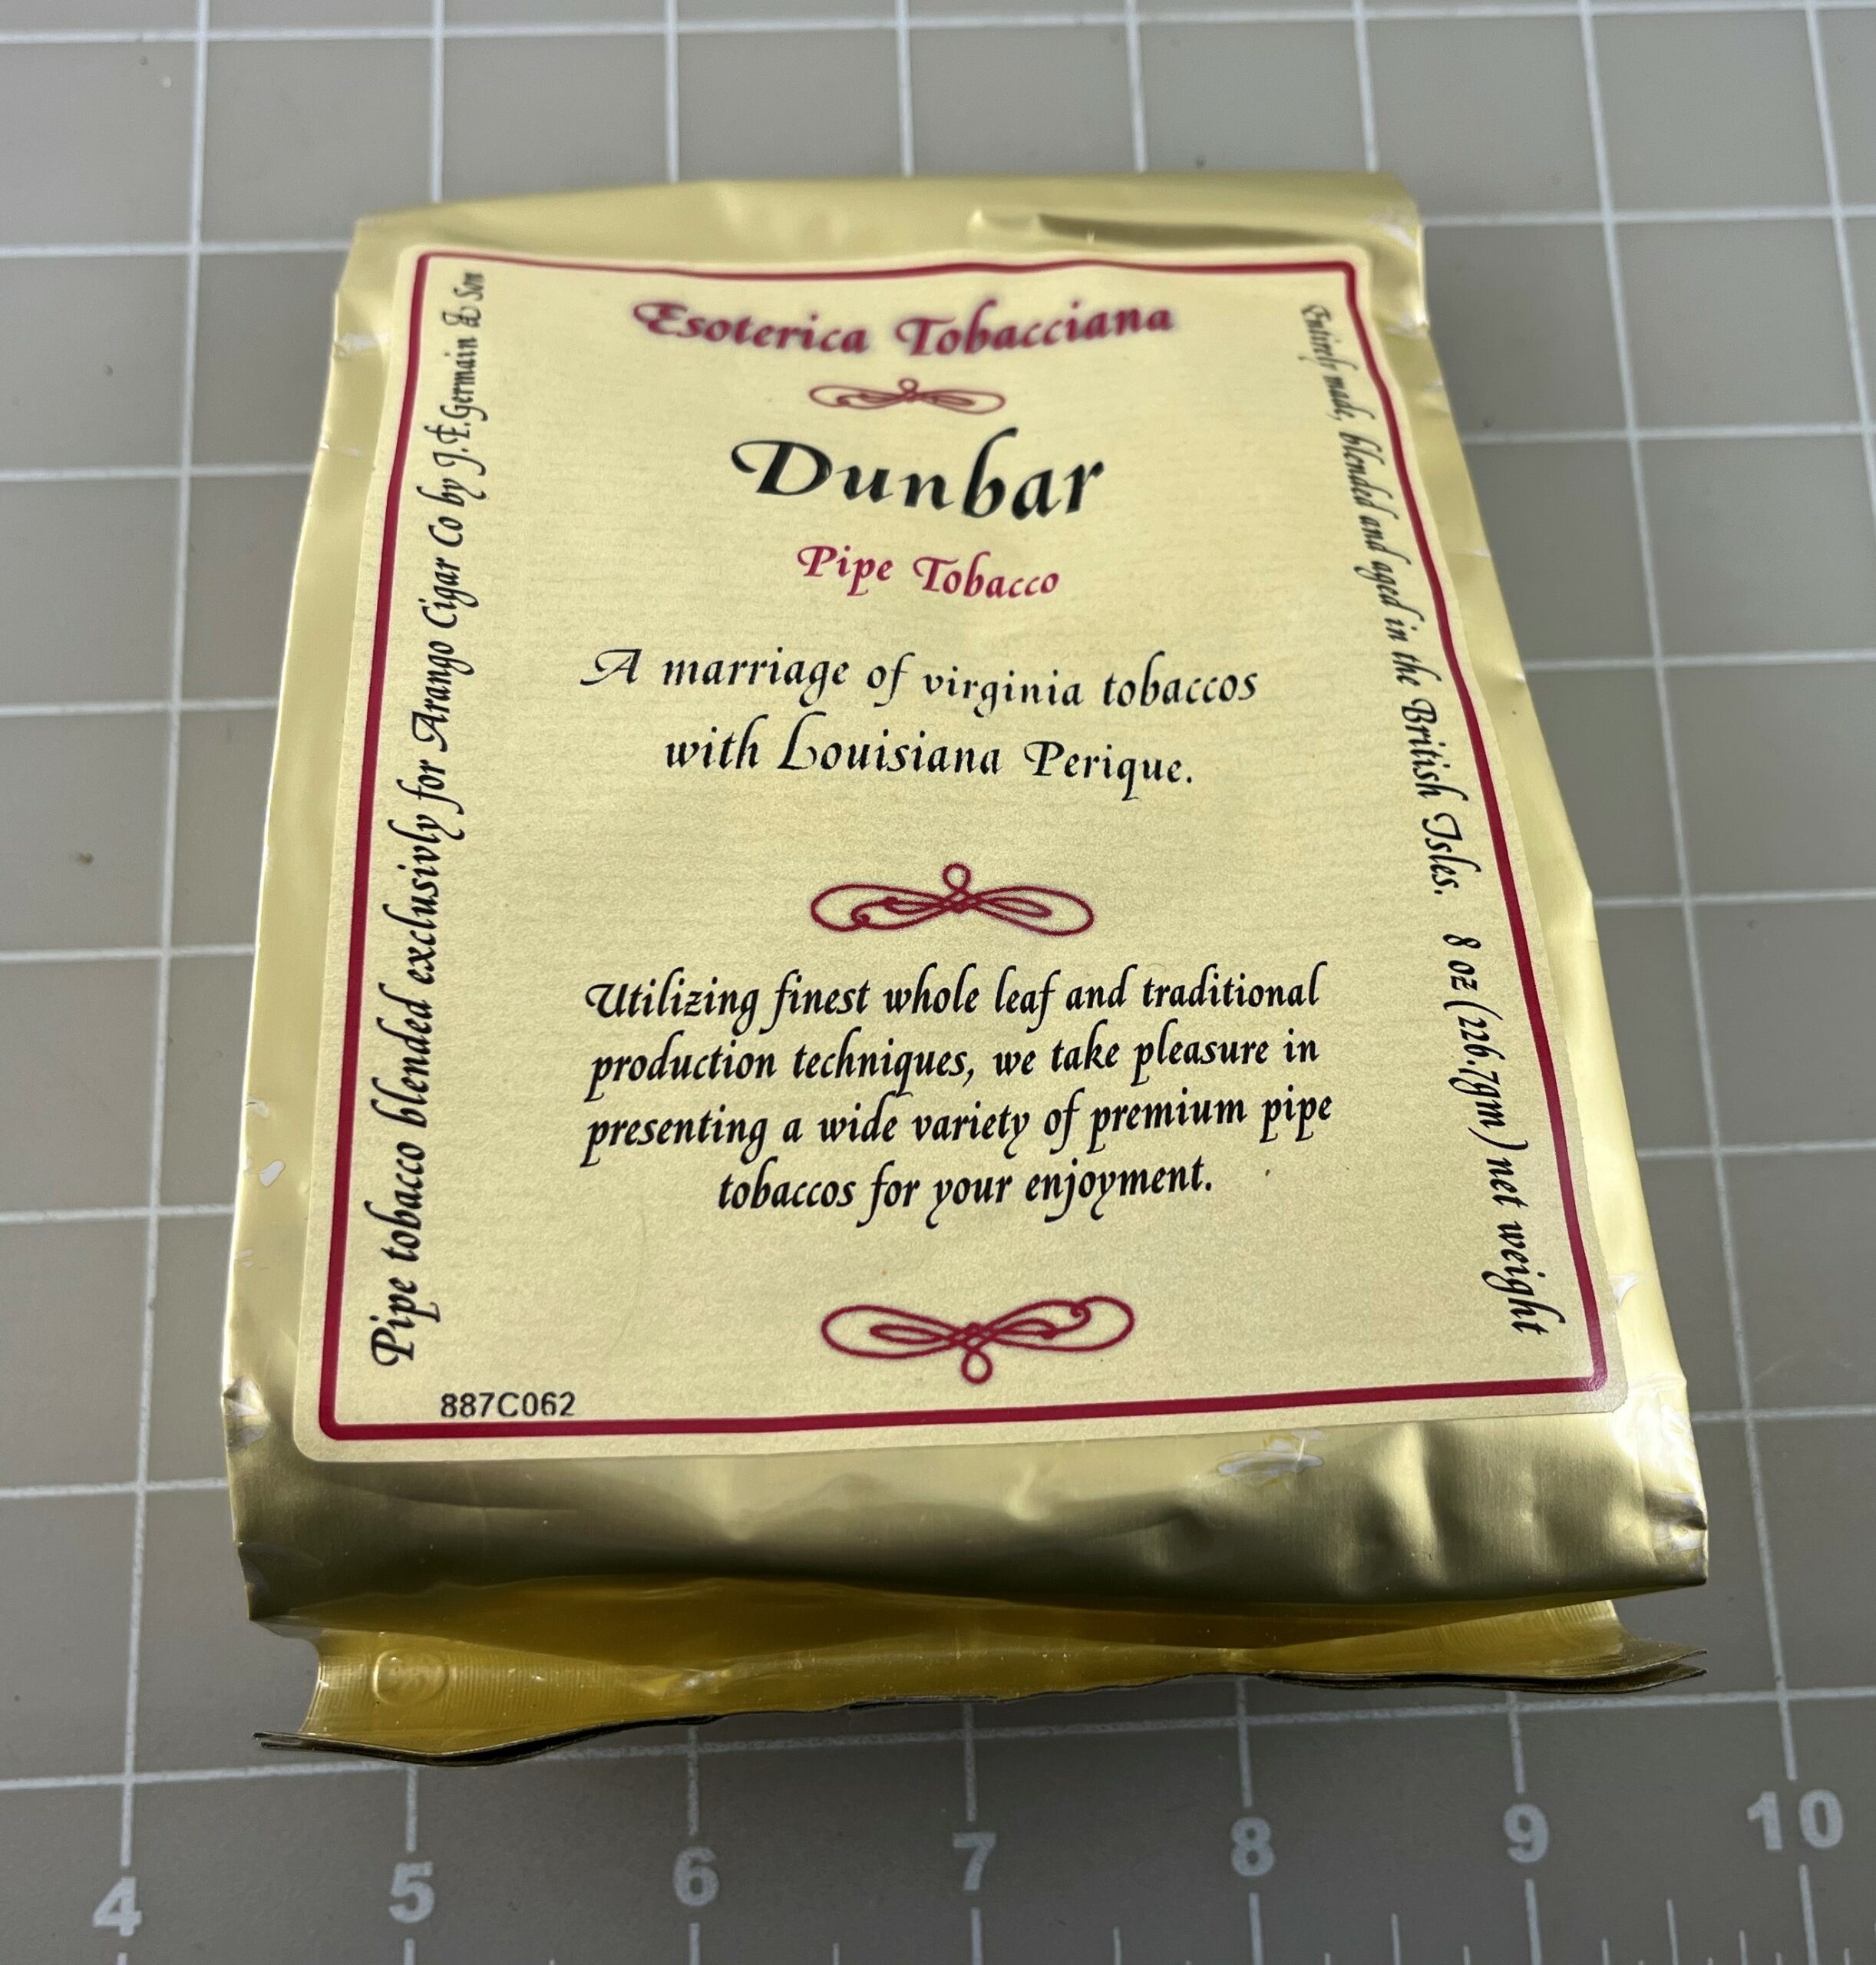 Esoterica Tobacciana
Dunbar
Pipe Tobacco
A marriage of virginia tobaccos
with Louisiana Perique.
Utilizing finest whole leaf and traditional
production techniques, we take pleasure in
presenting a wide variety of premium pipe
tobaccos for your enjoyment.
Pipe tobacco blended exclusivly for Arango Cigar Co by J.F.Germain & Son
Entirely made, blended and aged in the British Isles. 8 oz (226.7gm) net weight
887C062
4 5 6 7 8 9 10